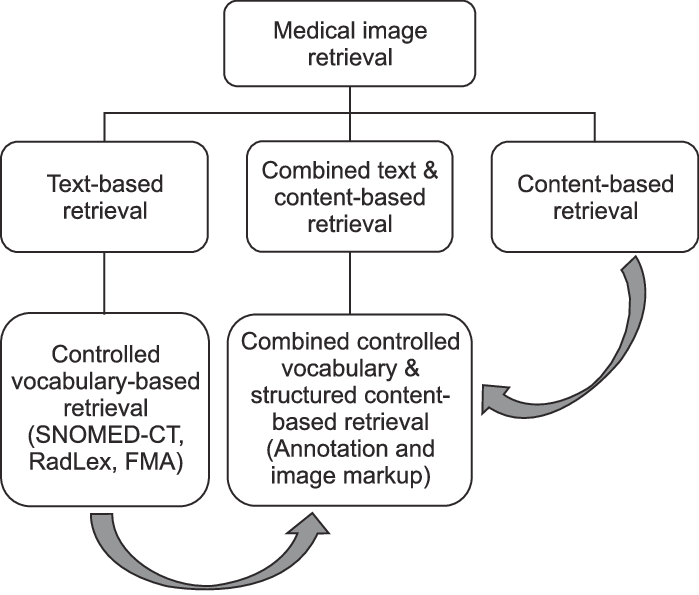 Medical image
retrieval
Text-based
retrieval
Combined text &
content-based
retrieval
Content-based
retrieval
Controlled
vocabulary-based
retrieval
(SNOMED-CT,
RadLex, FMA)
Combined controlled
vocabulary &
structured content-
based retrieval
(Annotation and
image markup)